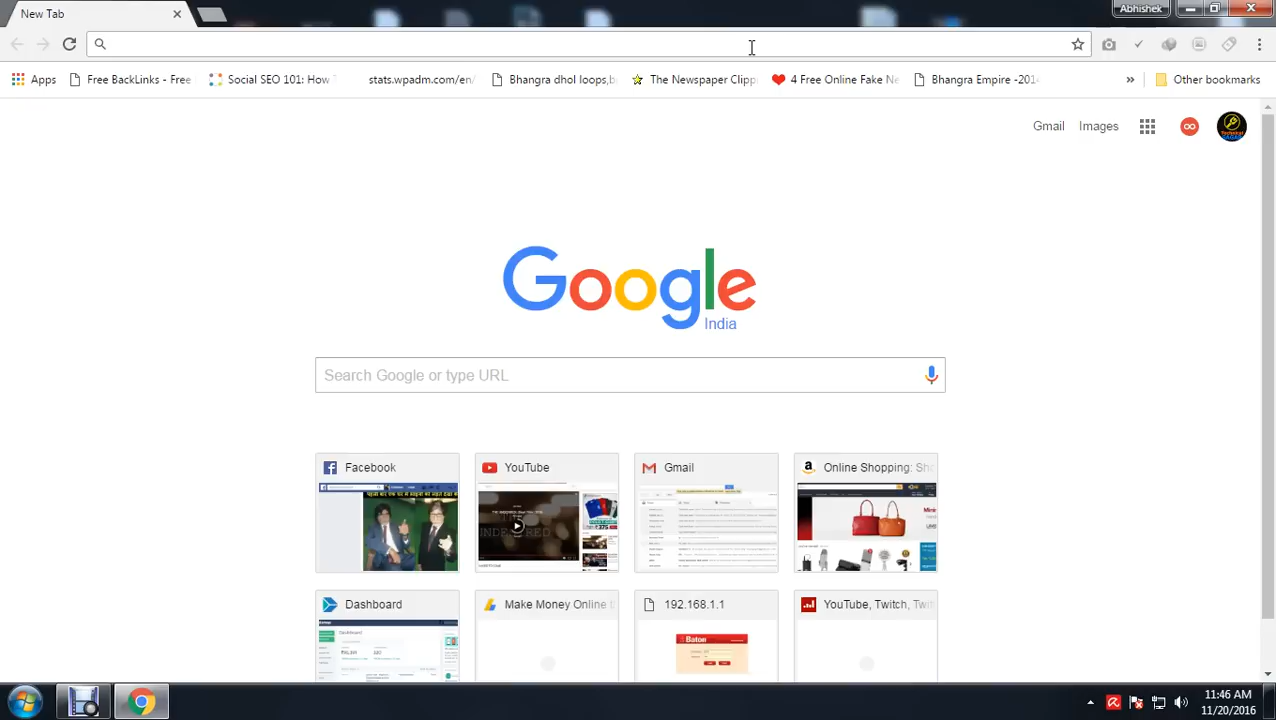 New Tab
Abhishek
Apps
Free BackLinks - Free
Social SEO 101: How
stats.wpadm.com/en/
Bhangra dhol loops,b
The Newspaper Clipp
4 Free Online Fake Ne
Bhangra Empire -2014
»
Other bookmarks
Gmail
Images
Google
India
Search Google or type URL
Facebook
YouTube
Gmail
Online Shopping: Sh
Dashboard
Make Money Online t
192.168.1.1
YouTube, Twitch, Twit
Baton
11:46 AM
11/20/2016